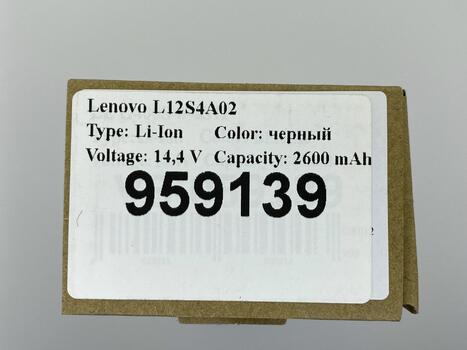 Lenovo L12S4A02
Type: Li-Ion Color: черный
Voltage: 14,4 V Capacity: 2600 mAh
959139